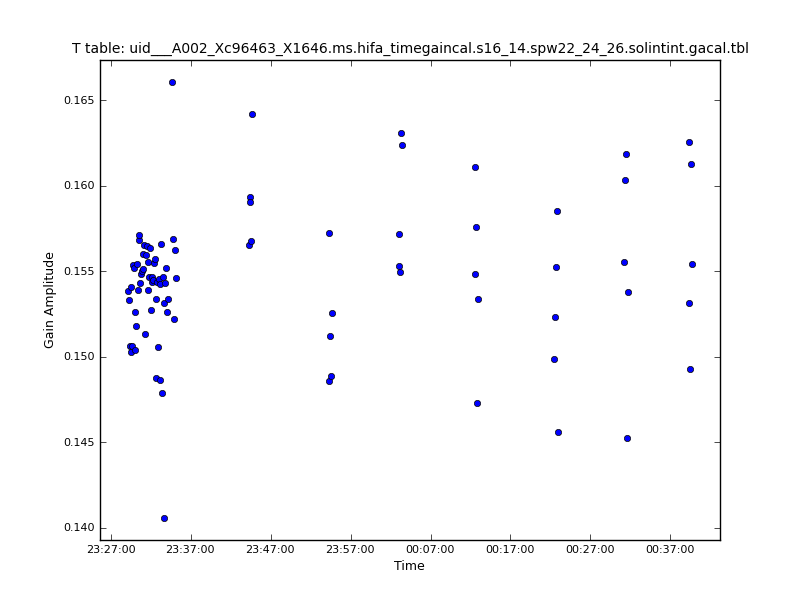 T table: uid___A002_Xc96463_X1646.ms.hifa_timegaincal.s16_14.spw22_24_26.solintint.gacal.tbl
0.165
0.160
0.155
0.150
0.145
0.140
Gain Amplitude
23:27:00 23:37:00 23:47:00 23:57:00 00:07:00 00:17:00 00:27:00 00:37:00
Time